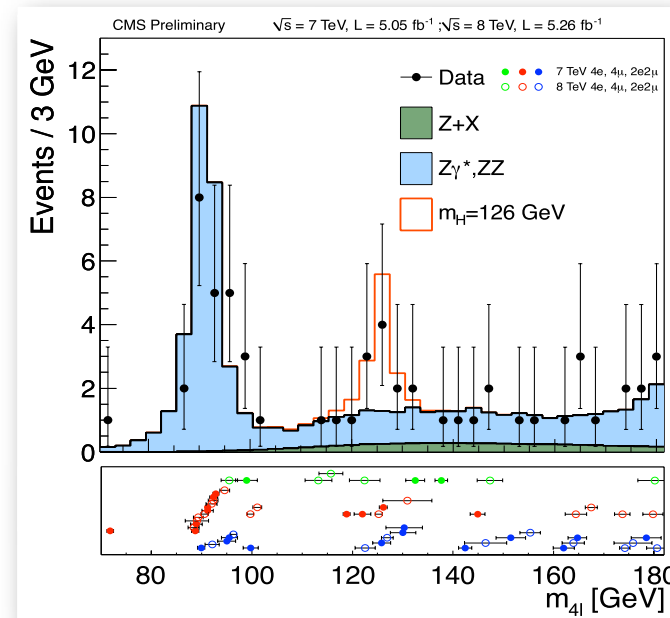 CMS Preliminary √s = 7 TeV, L = 5.05 fb⁻¹ ;√s = 8 TeV, L = 5.26 fb⁻¹
Events / 3 GeV
12
10
8
6
4
2
0
Data
7 TeV 4e, 4μ, 2e2μ
8 TeV 4e, 4μ, 2e2μ
Z+X
Zγ*,ZZ
m_H=126 GeV
80 100 120 140 160 180
m_4l [GeV]